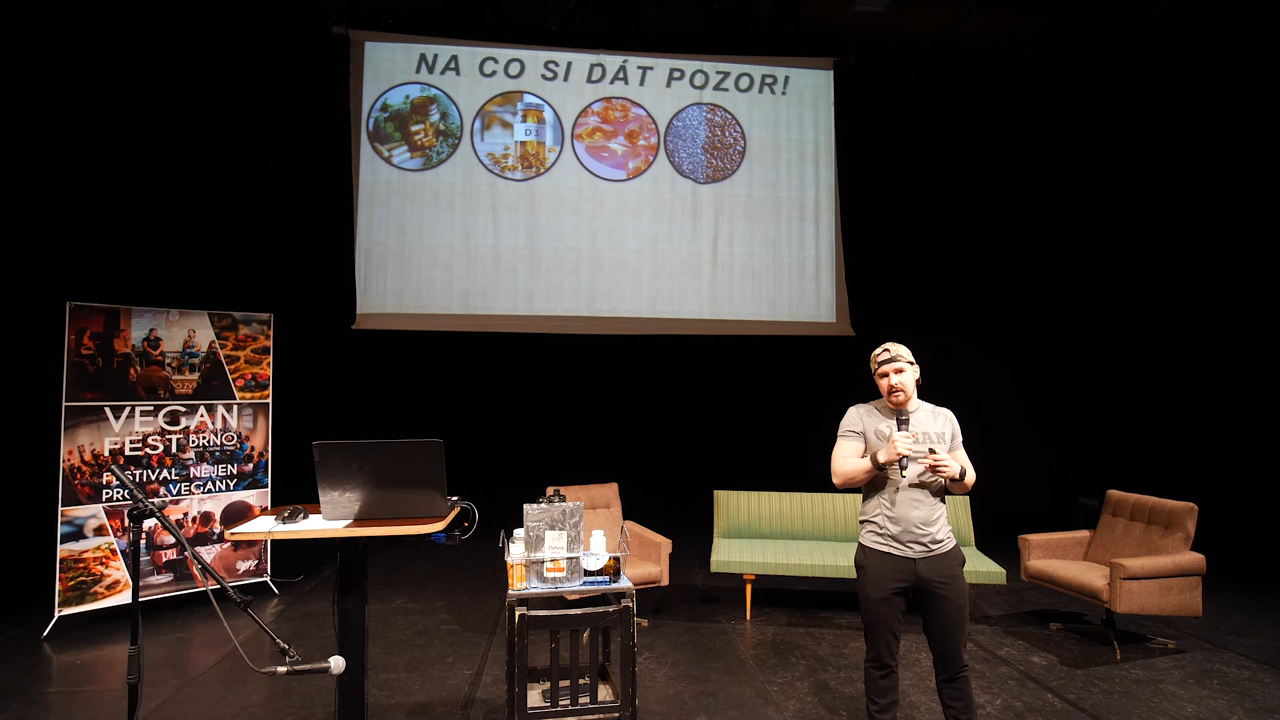 NA CO SI DÁT POZOR!
D3
VEGAN
FEST BRNO
FESTIVAL NEJEN
PRO VEGANY